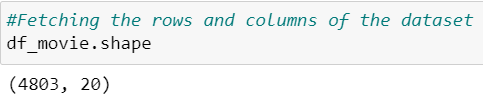 #Fetching the rows and columns of the dataset
df_movie.shape
(4803, 20)